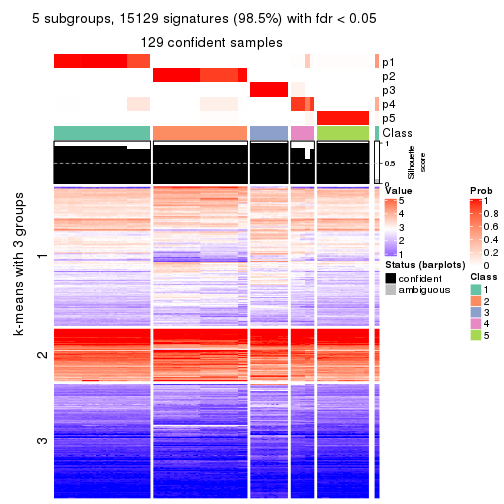 5 subgroups, 15129 signatures (98.5%) with fdr < 0.05
129 confident samples
p1
p2
p3
p4
p5
Class
1
0.5
0
Silhouette
score
k-means with 3 groups
1
2
3
Value
5
4
3
2
1
Status (barplots)
confident
ambiguous
Prob
1
0.8
0.6
0.4
0.2
0
Class
1
2
3
4
5